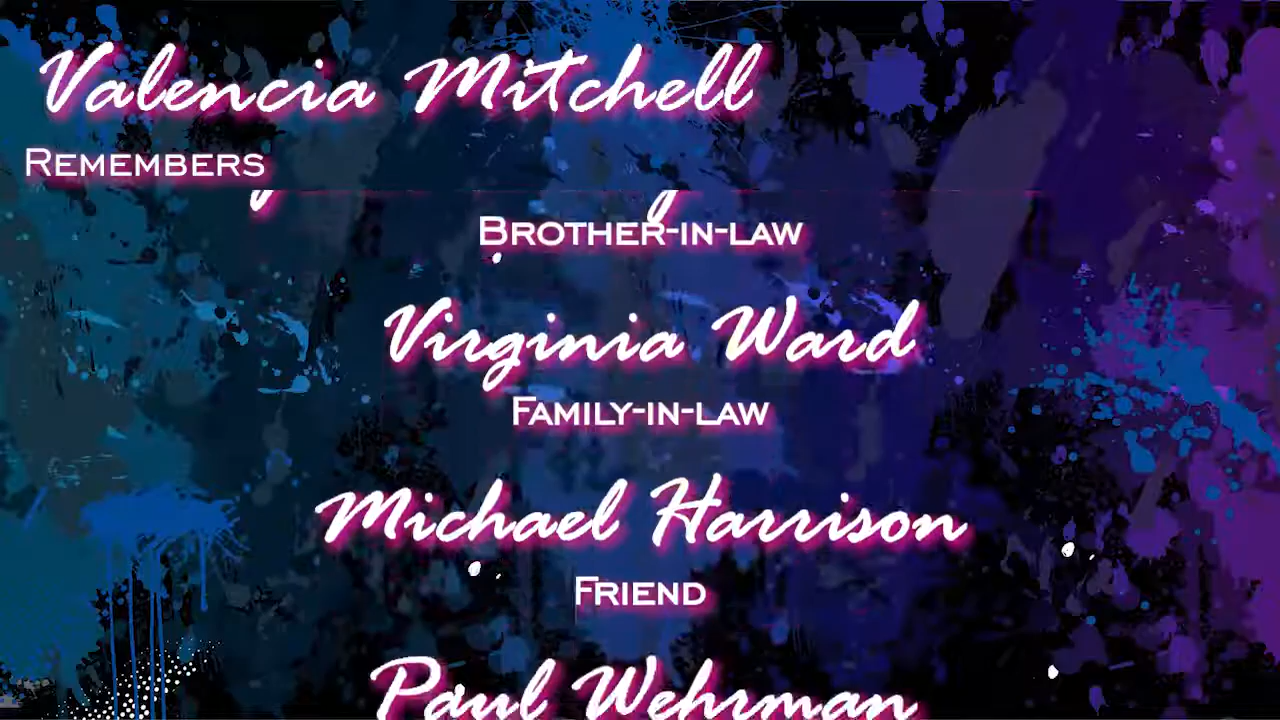 Valencia Mitchell
REMEMBERS
BROTHER-IN-LAW
Virginia Ward
FAMILY-IN-LAW
Michael Harrison
FRIEND
Paul Wehrman